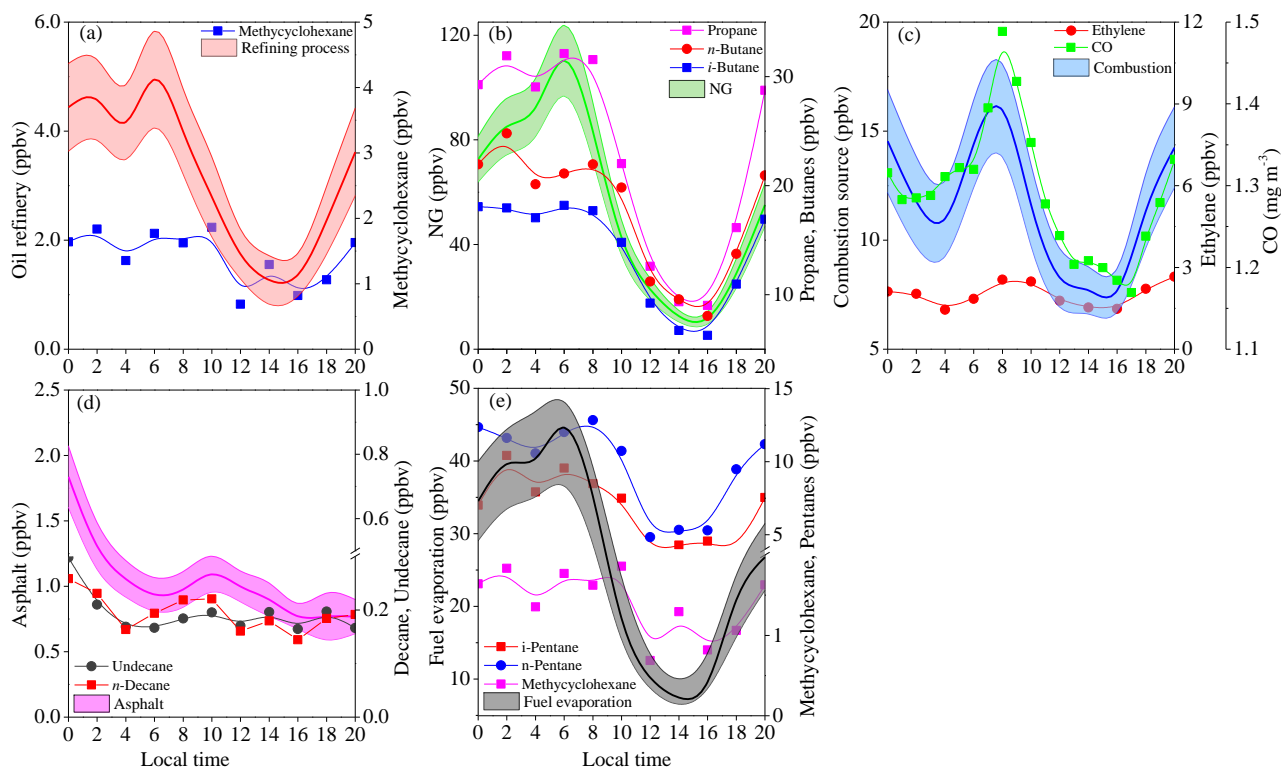 (a)
Methycyclohexane
Refining process
Oil refinery (ppbv)
6.0
4.0
2.0
0.0
5
4
3
2
1
0
Methycyclohexane (ppbv)
0 2 4 6 8 10 12 14 16 18 20
(b)
Propane
n-Butane
i-Butane
NG
NG (ppbv)
120
80
40
0
30
20
10
Propane, Butanes (ppbv)
0 2 4 6 8 10 12 14 16 18 20
(c)
Ethylene
CO
Combustion
Combustion source (ppbv)
20
15
10
5
12
9
6
3
0
Ethylene (ppbv)
1.5
1.4
1.3
1.2
1.1
CO (mg m-3)
0 2 4 6 8 10 12 14 16 18 20
(d)
Undecane
n-Decane
Asphalt
Asphalt (ppbv)
2.5
2.0
1.5
1.0
0.5
0.0
1.0
0.8
0.6
0.2
0.0
Decane, Undecane (ppbv)
0 2 4 6 8 10 12 14 16 18 20
Local time
(e)
i-Pentane
n-Pentane
Methycyclohexane
Fuel evaporation
Fuel evaporation (ppbv)
50
40
30
20
10
15
10
5
1
0
Methycyclohexane, Pentanes (ppbv)
0 2 4 6 8 10 12 14 16 18 20
Local time